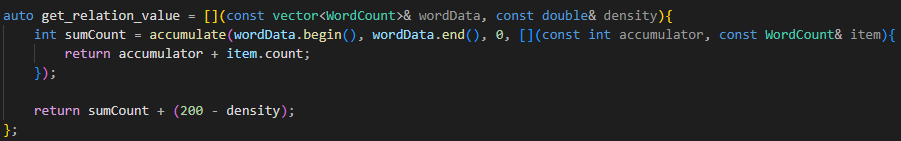 auto get_relation_value = [](const vector<WordCount>& wordData, const double& density){
    int sumCount = accumulate(wordData.begin(), wordData.end(), 0, [](const int accumulator, const WordCount& item){
        return accumulator + item.count;
    });

    return sumCount + (200 - density);
};